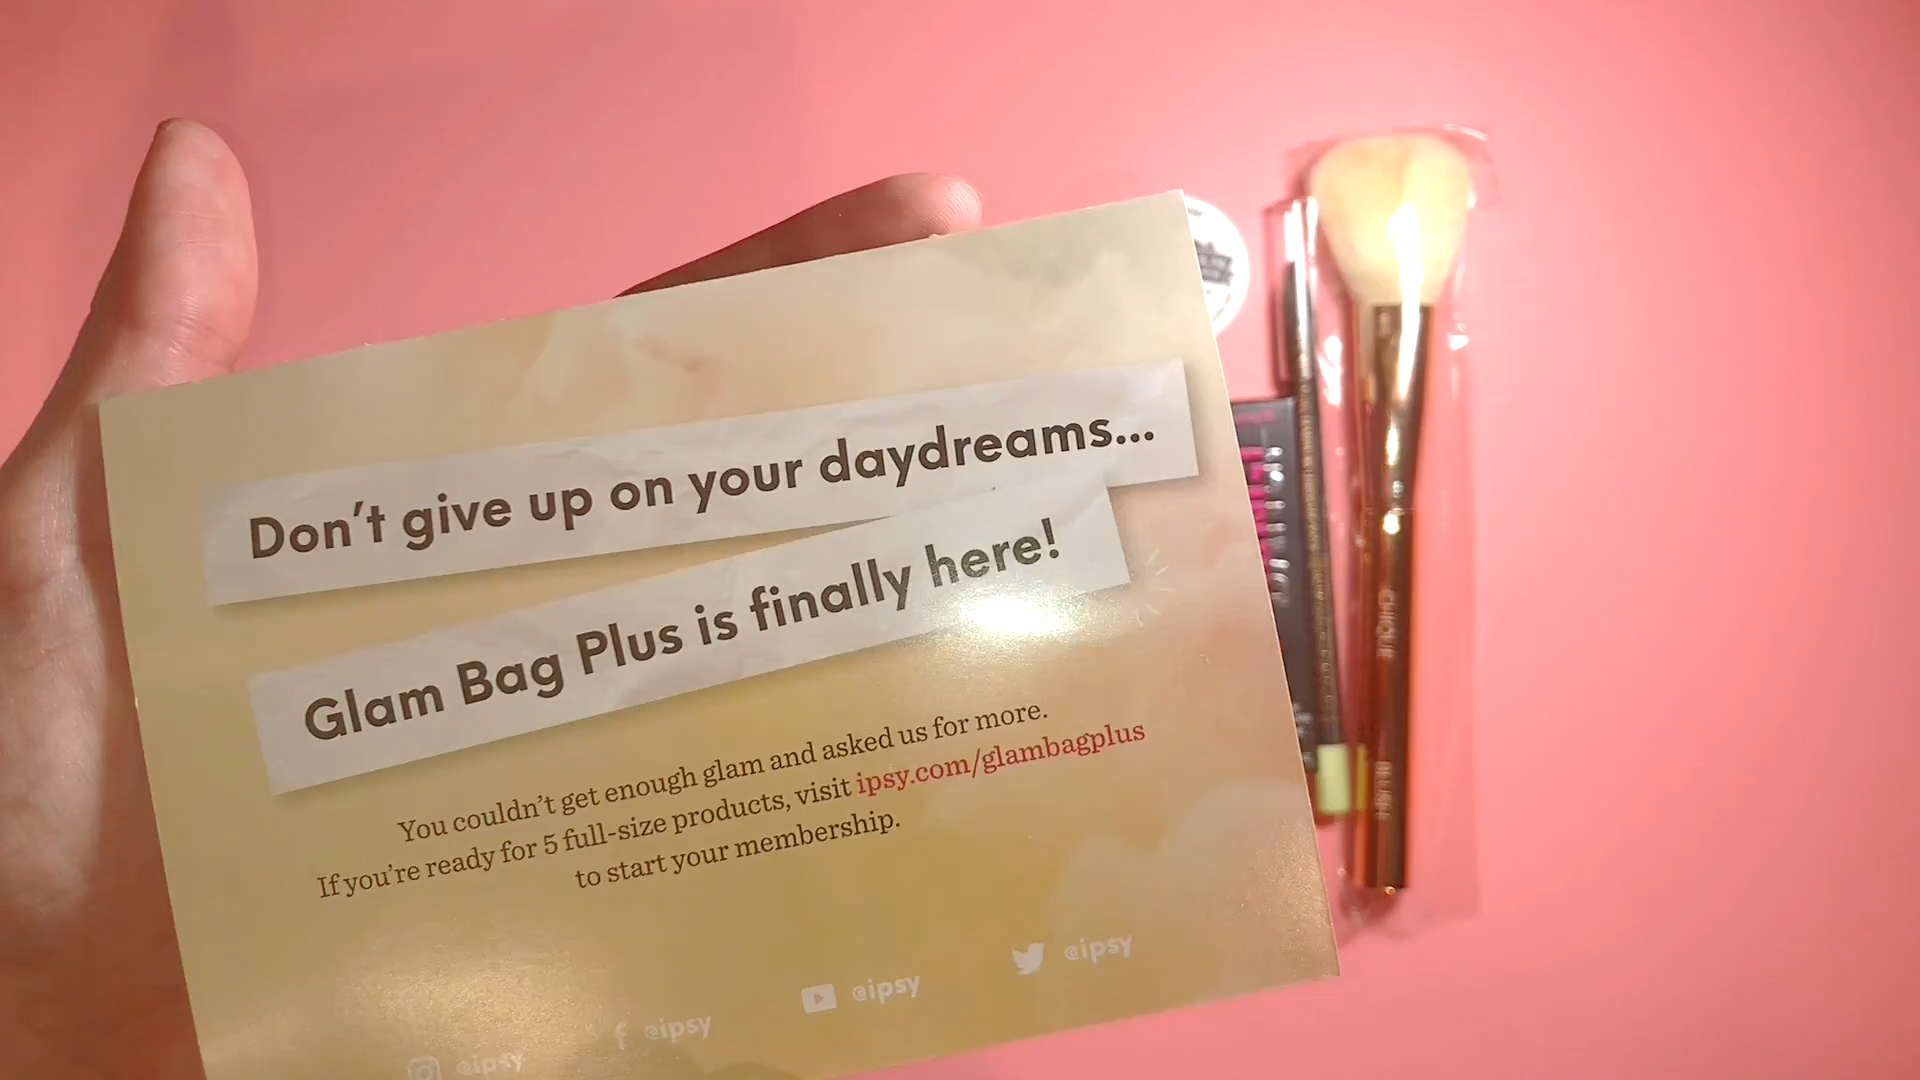 Don't give up on your daydreams...
Glam Bag Plus is finally here!
You couldn't get enough glam and asked us for more.
If you're ready for 5 full-size products, visit ipsy.com/glambagplus
to start your membership.
@ipsy
@ipsy
@ipsy
@ipsy
CHIQUE
BLUSH